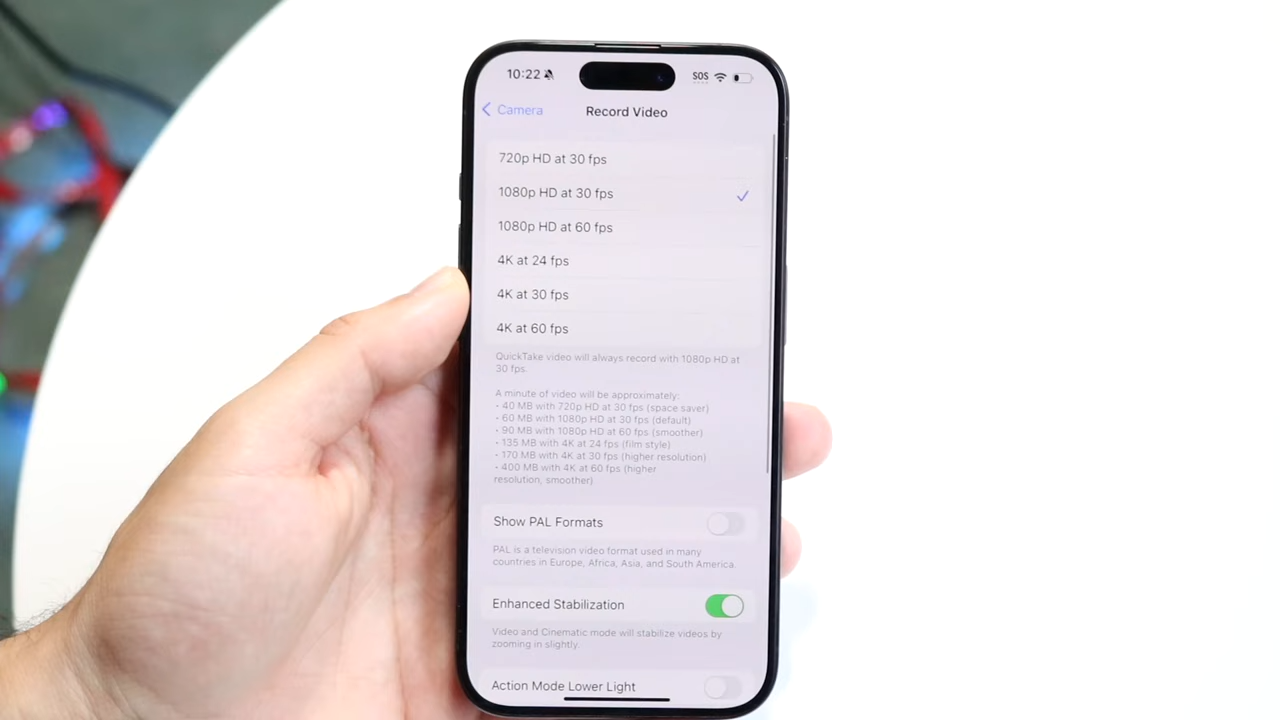 10:22
SOS
Camera
Record Video
720p HD at 30 fps
1080p HD at 30 fps
1080p HD at 60 fps
4K at 24 fps
4K at 30 fps
4K at 60 fps
QuickTake video will always record with 1080p HD at
30 fps.
A minute of video will be approximately:
• 40 MB with 720p HD at 30 fps (space saver)
• 60 MB with 1080p HD at 30 fps (default)
• 90 MB with 1080p HD at 60 fps (smoother)
• 135 MB with 4K at 24 fps (film style)
• 170 MB with 4K at 30 fps (higher resolution)
• 400 MB with 4K at 60 fps (higher
resolution, smoother)
Show PAL Formats
PAL is a television video format used in many
countries in Europe, Africa, Asia, and South America.
Enhanced Stabilization
Video and Cinematic mode will stabilize videos by
zooming in slightly.
Action Mode Lower Light